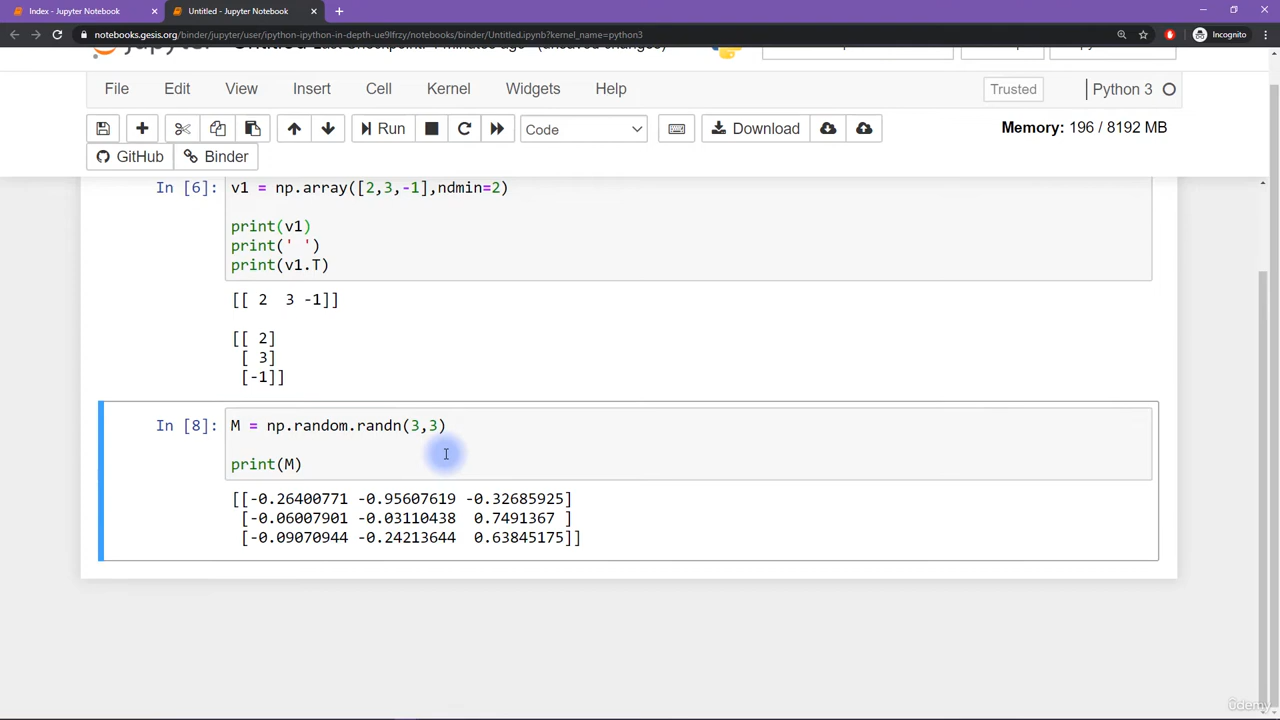 Index - Jupyter Notebook
Untitled - Jupyter Notebook
notebooks.gesis.org/binder/jupyter/user/ipython-ipython-in-depth-ue9lfrzy/notebooks/binder/Untitled.ipynb?kernel_name=python3
Incognito
File Edit View Insert Cell Kernel Widgets Help Trusted Python 3
Run Code Download Memory: 196 / 8192 MB
GitHub Binder
In [6]: v1 = np.array([2,3,-1],ndmin=2)
print(v1)
print(' ')
print(v1.T)
[[ 2  3 -1]]
[[ 2]
[ 3]
[-1]]
In [8]: M = np.random.randn(3,3)
print(M)
[[-0.26400771 -0.95607619 -0.32685925]
[-0.06007901 -0.03110438  0.7491367 ]
[-0.09070944 -0.24213644  0.63845175]]
ûdemy